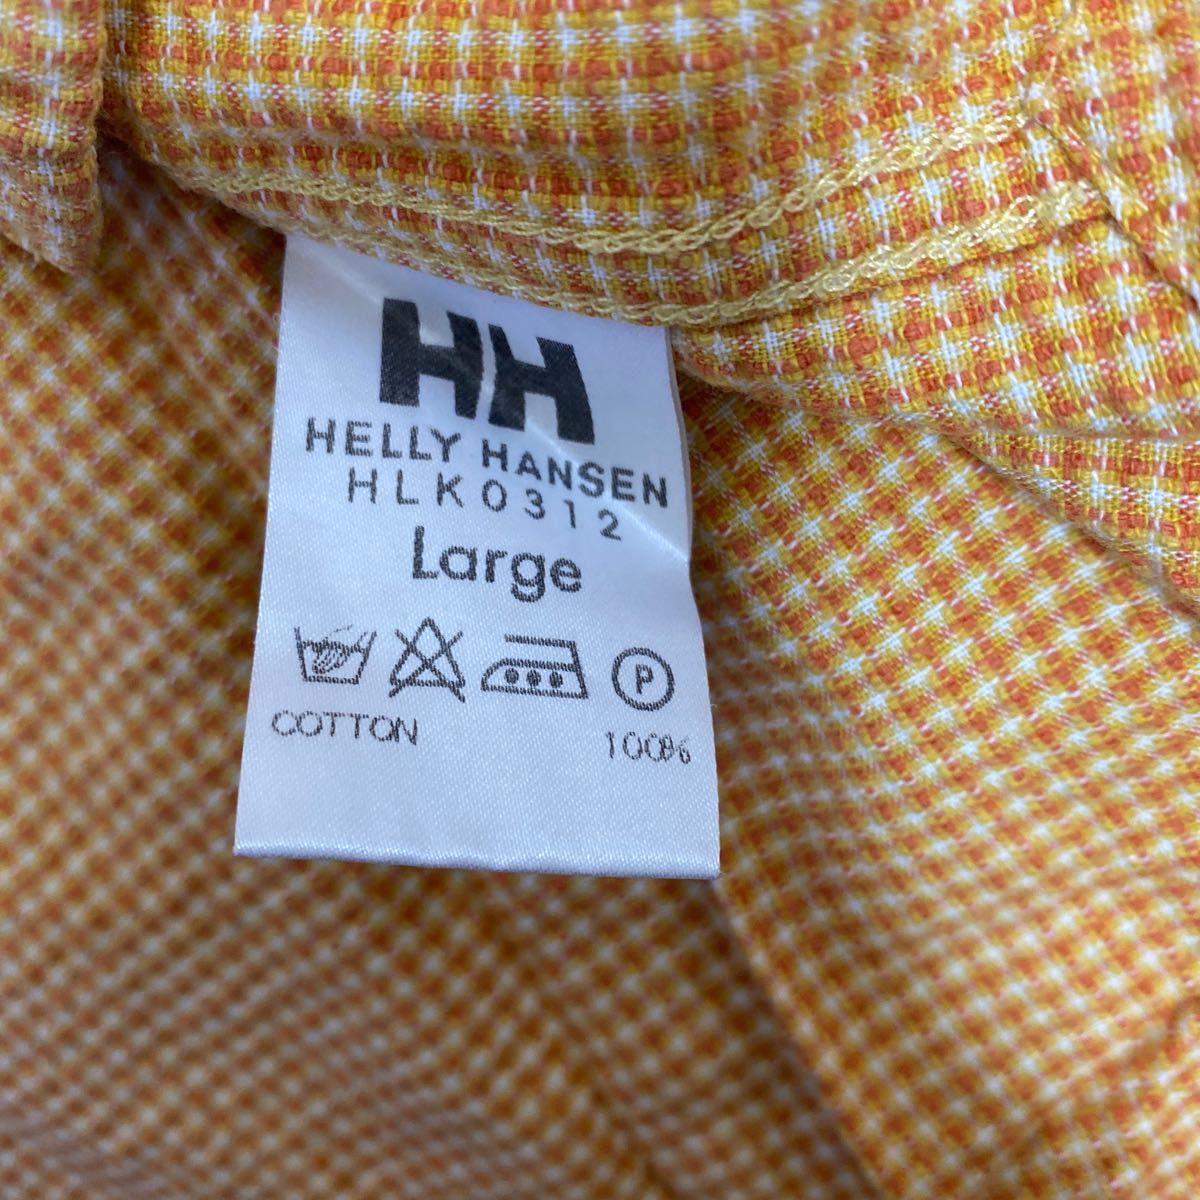 HH
HELLY HANSEN
HLK0312
Large
P
COTTON 100%